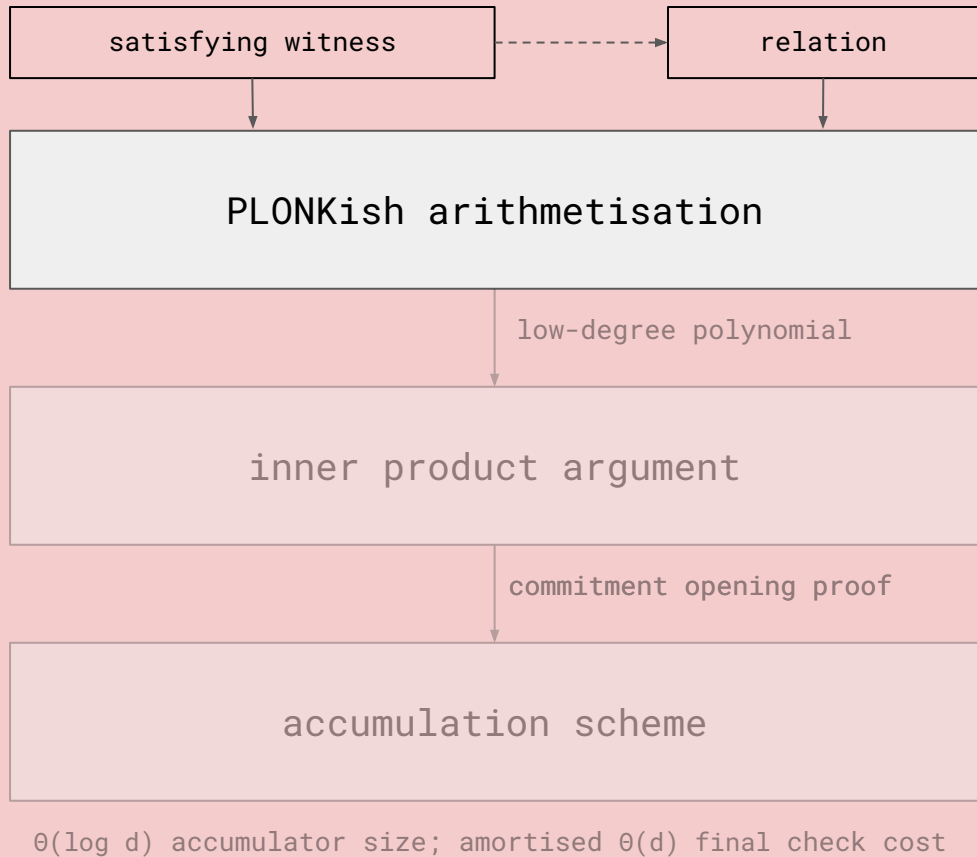 satisfying witness
relation
PLONKish arithmetisation
low-degree polynomial
inner product argument
commitment opening proof
accumulation scheme
Θ(log d) accumulator size; amortised Θ(d) final check cost